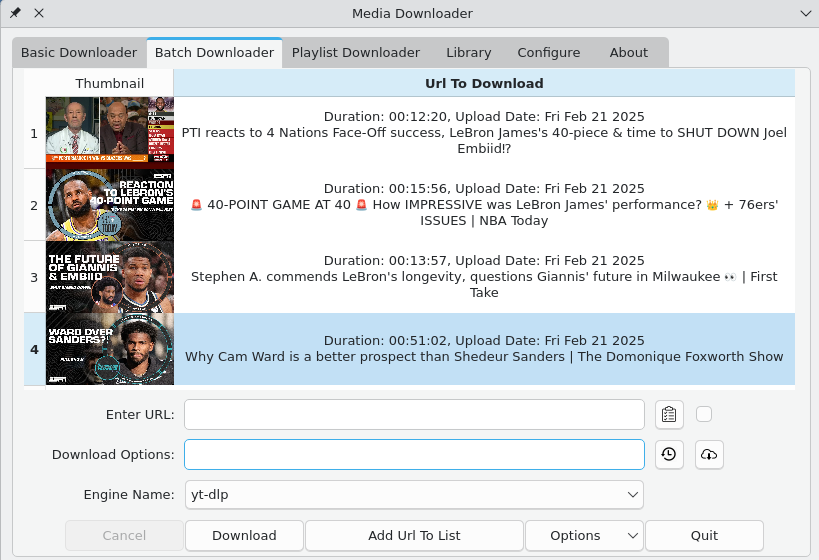 Media Downloader
Basic Downloader
Batch Downloader
Playlist Downloader
Library
Configure
About
Thumbnail
Url To Download
1
Duration: 00:12:20, Upload Date: Fri Feb 21 2025
PTI reacts to 4 Nations Face-Off success, LeBron James's 40-piece & time to SHUT DOWN Joel
Embiid!?
2
REACTION
TO LEBRON'S
40-POINT GAME
Duration: 00:15:56, Upload Date: Fri Feb 21 2025
🚨 40-POINT GAME AT 40 🚨 How IMPRESSIVE was LeBron James' performance? 👑 + 76ers'
ISSUES | NBA Today
3
THE FUTURE
OF GIANNIS
& EMBIID
ESPN
Duration: 00:13:57, Upload Date: Fri Feb 21 2025
Stephen A. commends LeBron's longevity, questions Giannis' future in Milwaukee 👀 | First
Take
4
WARD OVER
SANDERS?!
ESPN
Duration: 00:51:02, Upload Date: Fri Feb 21 2025
Why Cam Ward is a better prospect than Shedeur Sanders | The Domonique Foxworth Show
Enter URL:
Download Options:
Engine Name:
yt-dlp
Cancel
Download
Add Url To List
Options
Quit